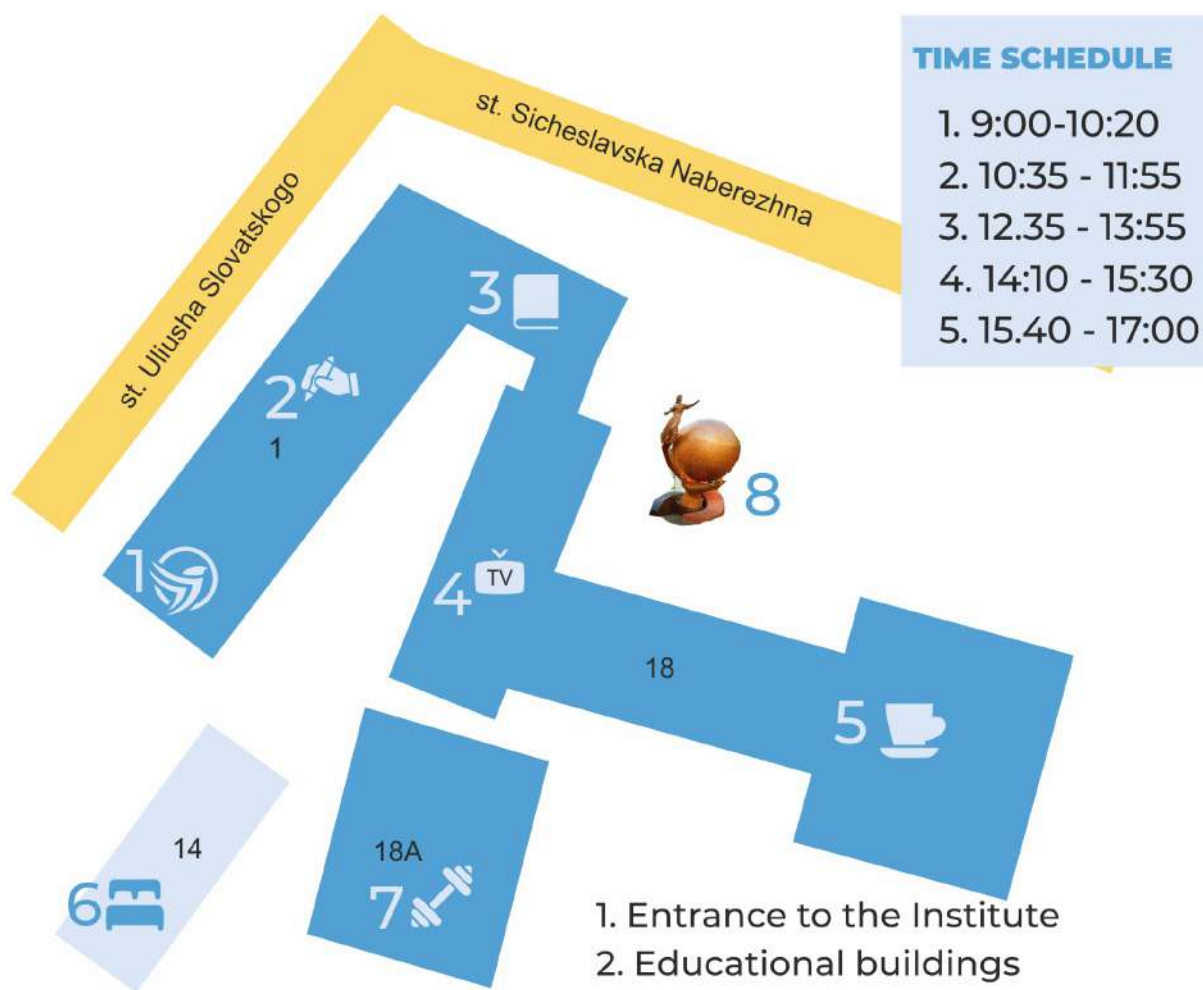 TIME SCHEDULE
1. 9:00-10:20
2. 10:35 - 11:55
3. 12.35 - 13:55
4. 14:10 - 15:30
5. 15.40 - 17:00
st. Sicheslavska Naberezhna
st. Uliusha Slovatskogo
3
2
1
8
1
4
TV
18
5
14
6
18A
7
1. Entrance to the Institute
2. Educational buildings